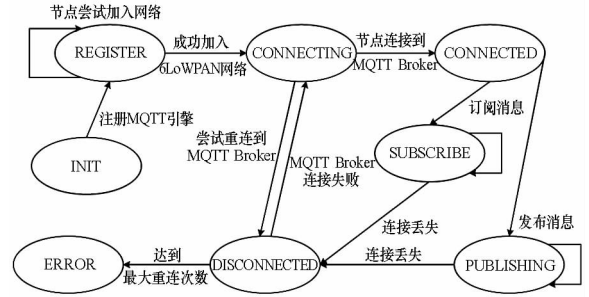 节点尝试加入网络
REGISTER
成功加入
6LoWPAN网络
CONNECTING
节点连接到
MQTT Broker
CONNECTED
注册MQTT引擎
INIT
尝试重连到
MQTT Broker
MQTT Broker
连接失败
订阅消息
SUBSCRIBE
连接丢失
发布消息
ERROR
达到
最大重连次数
DISCONNECTED
连接丢失
PUBLISHING